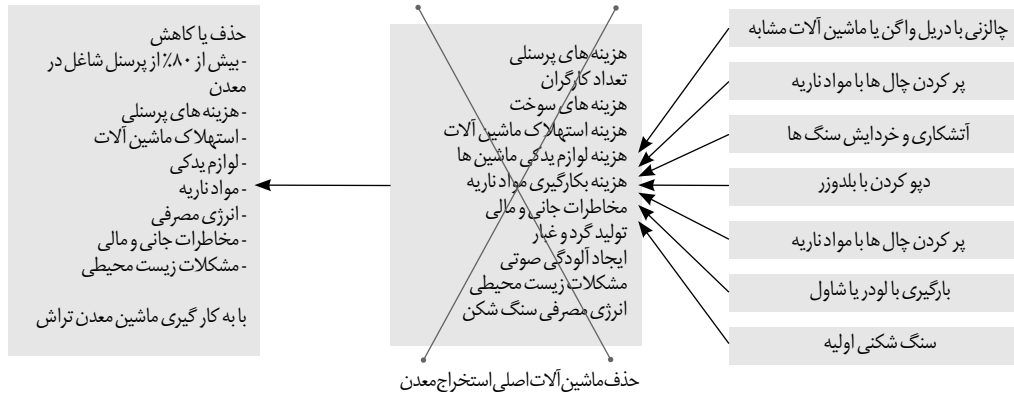 چالزنی با دریل واگن یا ماشین آلات مشابه
پر کردن چال ها با مواد ناریه
آتشکاری و خردایش سنگ ها
دپو کردن با بلدوزر
پر کردن چال ها با مواد ناریه
بارگیری با لودر یا شاول
سنگ شکنی اولیه
هزینه های پرسنلی
تعداد کارگران
هزینه های سوخت
هزینه استهلاک ماشین آلات
هزینه لوازم یدکی ماشین ها
هزینه بکارگیری مواد ناریه
مخاطرات جانی و مالی
تولید گرد و غبار
ایجاد آلودگی صوتی
مشکلات زیست محیطی
انرژی مصرفی سنگ شکن
حذف ماشین آلات اصلی استخراج معدن
حذف یا کاهش
-بیش از ۸۰٪ از پرسنل شاغل در
معدن
-هزینه های پرسنلی
-استهلاک ماشین آلات
-لوازم یدکی
-مواد ناریه
-انرژی مصرفی
-مخاطرات جانی و مالی
-مشکلات زیست محیطی
با به کار گیری ماشین معدن تراش